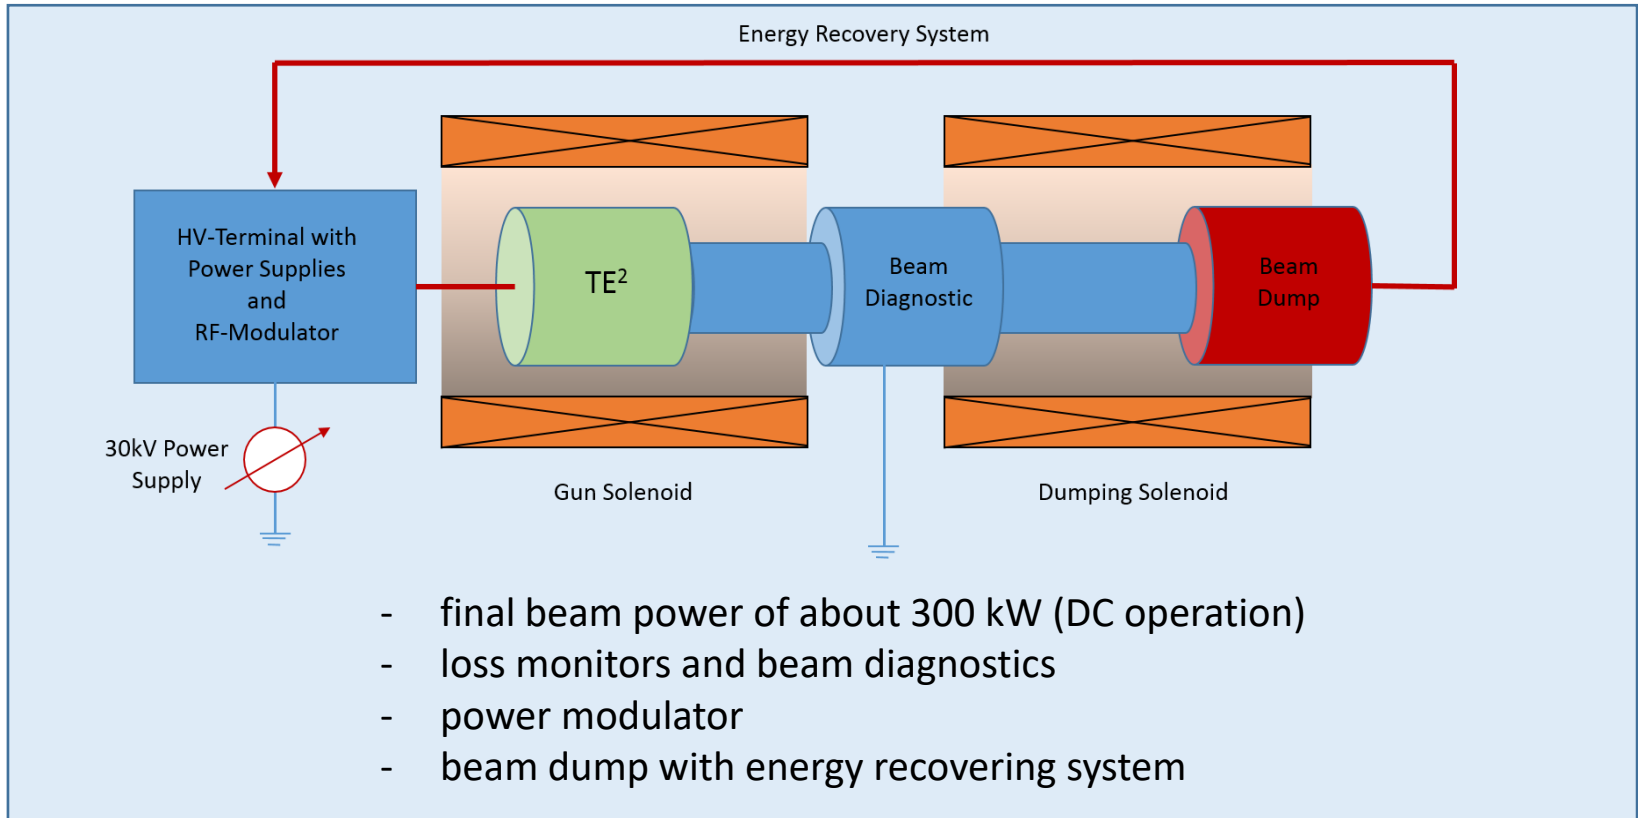 Energy Recovery System
HV-Terminal with
Power Supplies
and
RF-Modulator
TE²
Beam
Diagnostic
Beam
Dump
30kV Power
Supply
Gun Solenoid
Dumping Solenoid
- final beam power of about 300 kW (DC operation)
- loss monitors and beam diagnostics
- power modulator
- beam dump with energy recovering system